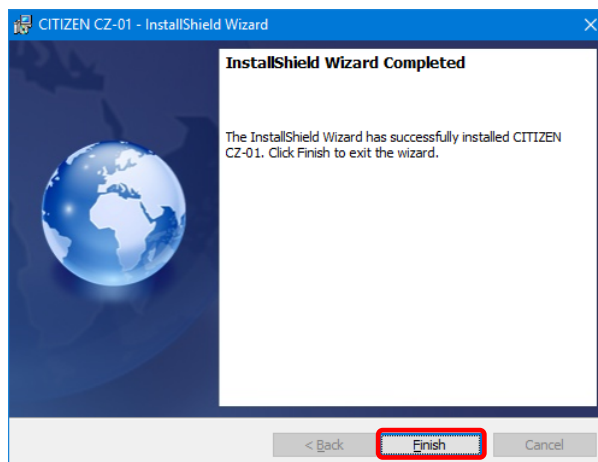 CITIZEN CZ-01 - InstallShield Wizard
InstallShield Wizard Completed
The InstallShield Wizard has successfully installed CITIZEN
CZ-01. Click Finish to exit the wizard.
< Back
Finish
Cancel